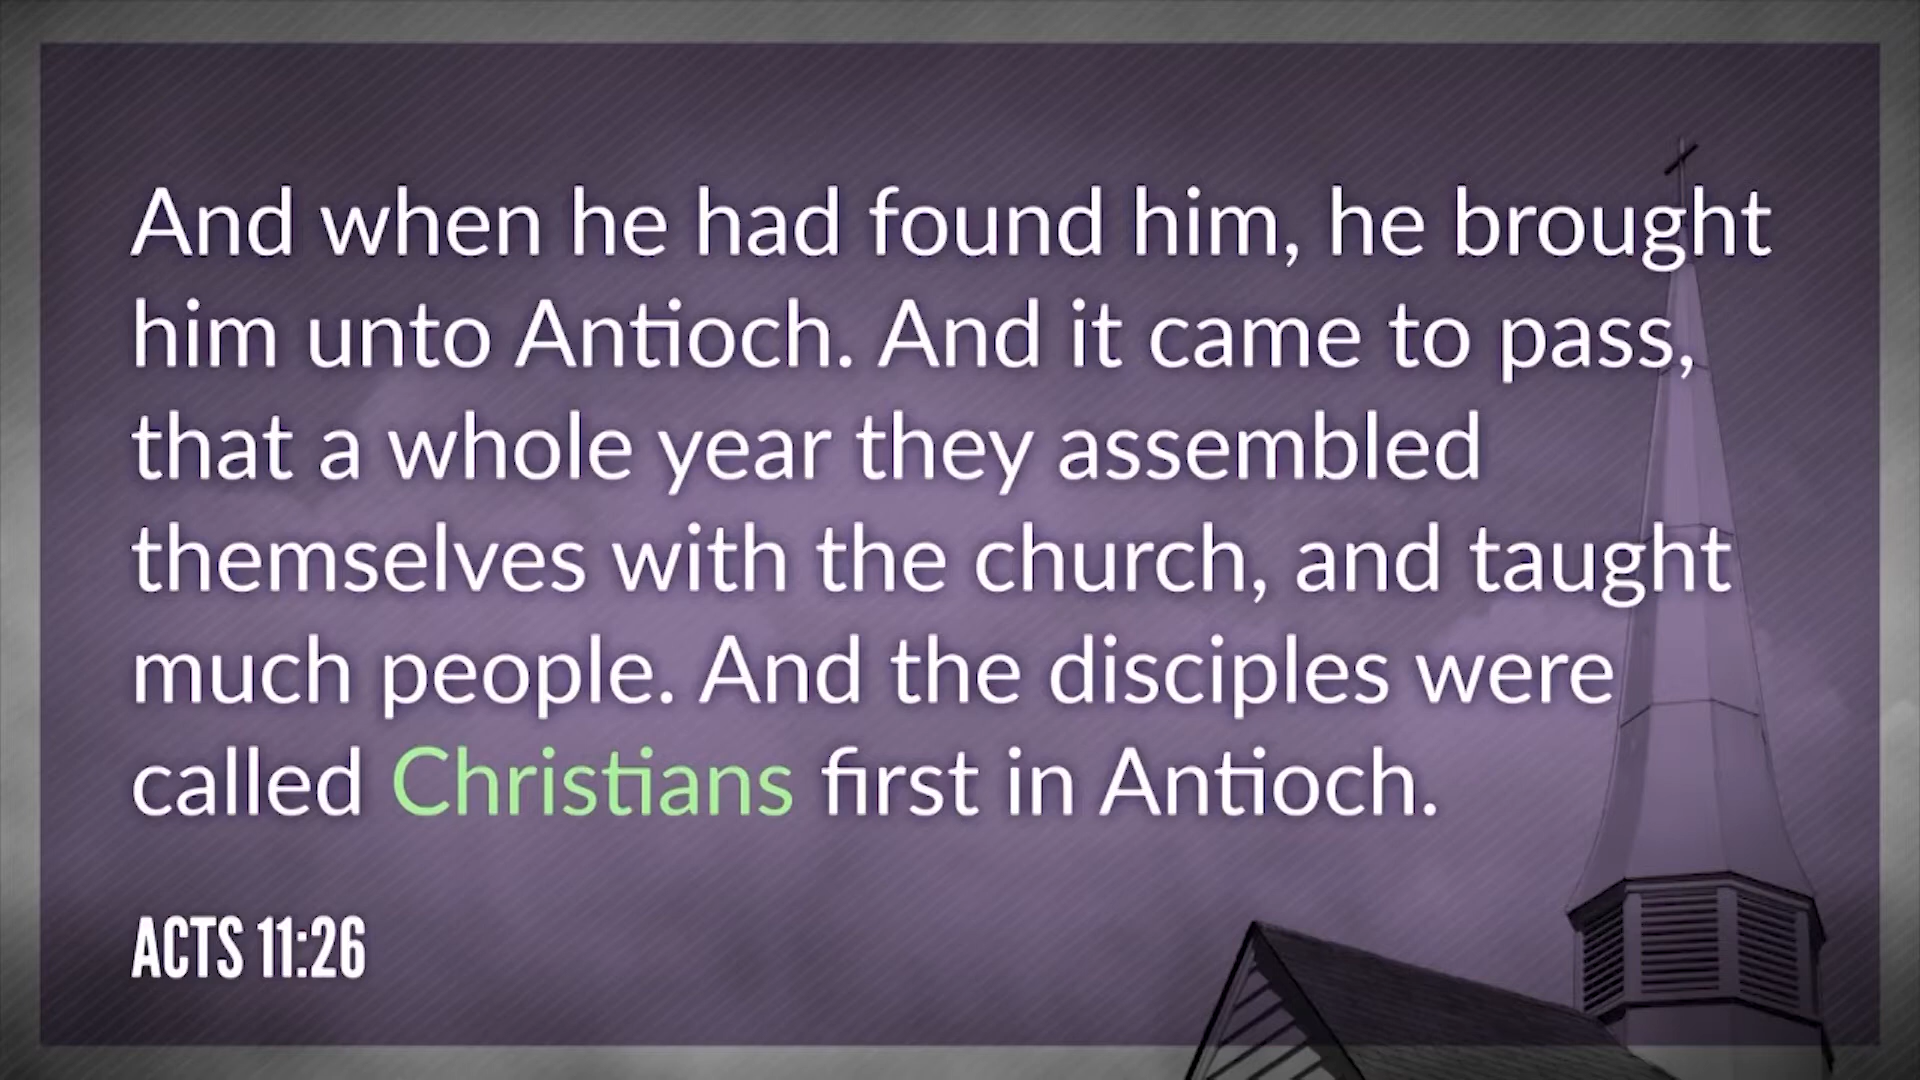 And when he had found him, he brought
him unto Antioch. And it came to pass,
that a whole year they assembled
themselves with the church, and taught
much people. And the disciples were
called Christians first in Antioch.
ACTS 11:26